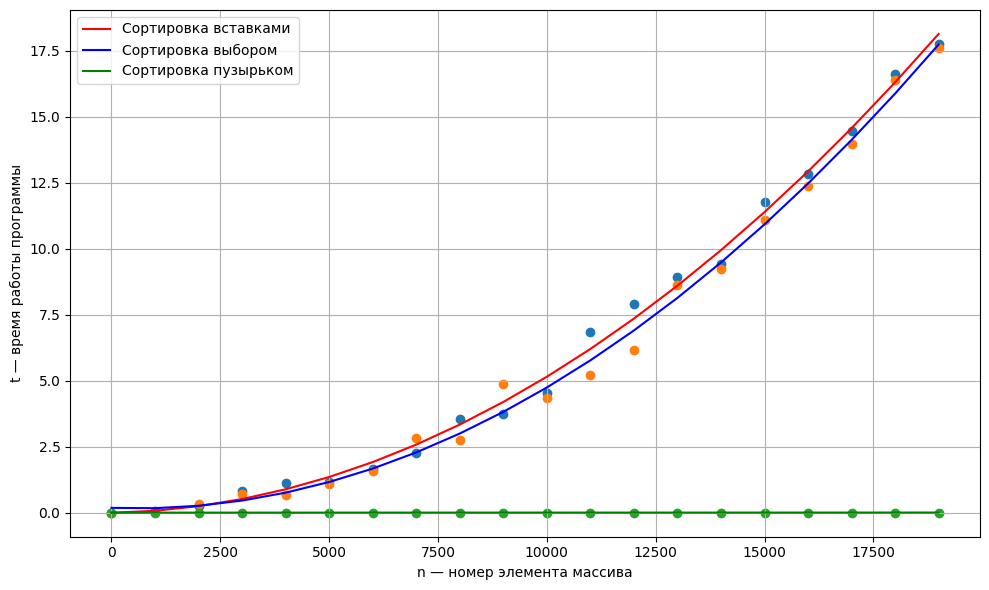 Сортировка вставками
Сортировка выбором
Сортировка пузырьком
17.5
15.0
12.5
10.0
7.5
5.0
2.5
0.0
t — время работы программы
0 2500 5000 7500 10000 12500 15000 17500
n — номер элемента массива